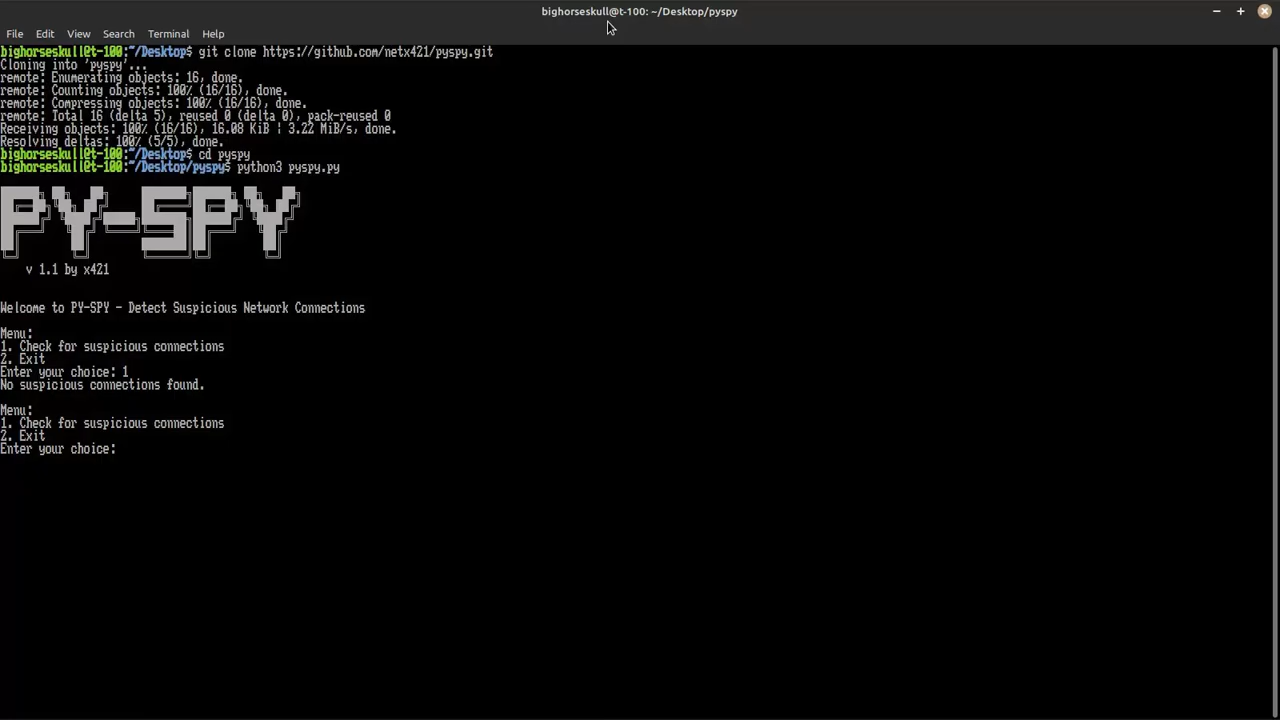 bighorseskull@t-100: ~/Desktop/pyspy
File Edit View Search Terminal Help
bighorseskull@t-100:~/Desktop$ git clone https://github.com/netx421/pyspy.git
Cloning into 'pyspy'...
remote: Enumerating objects: 16, done.
remote: Counting objects: 100% (16/16), done.
remote: Compressing objects: 100% (16/16), done.
remote: Total 16 (delta 5), reused 0 (delta 0), pack-reused 0
Receiving objects: 100% (16/16), 16.08 KiB | 3.22 MiB/s, done.
Resolving deltas: 100% (5/5), done.
bighorseskull@t-100:~/Desktop$ cd pyspy
bighorseskull@t-100:~/Desktop/pyspy$ python3 pyspy.py
PY-SPY
v 1.1 by x421
Welcome to PY-SPY - Detect Suspicious Network Connections
Menu:
1. Check for suspicious connections
2. Exit
Enter your choice: 1
No suspicious connections found.
Menu:
1. Check for suspicious connections
2. Exit
Enter your choice: